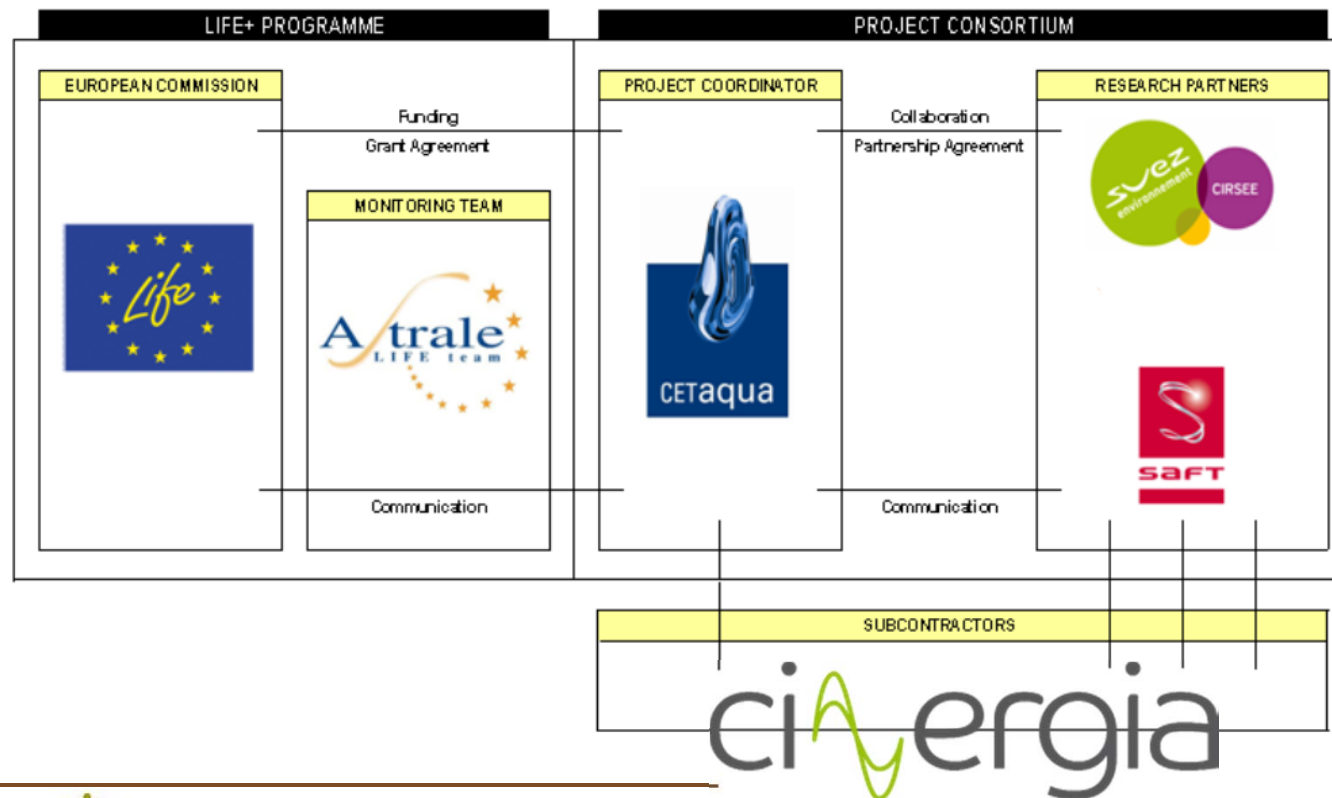 LIFE+ PROGRAMME
PROJECT CONSORTIUM
EUROPEAN COMMISSION
PROJECT COORDINATOR
RESEARCH PARTNERS
Funding
Grant Agreement
Collaboration
Partnership Agreement
suez
environnement
CIRSEE
MONITORING TEAM
Life
Astrale
LIFE team
CETaqua
saFT
Communication
Communication
SUBCONTRACTORS
cinergia